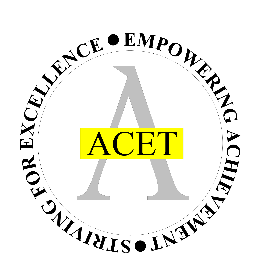 STRIVING FOR EXCELLENCE ● EMPOWERING ACHIEVEMENT ●
A
ACET